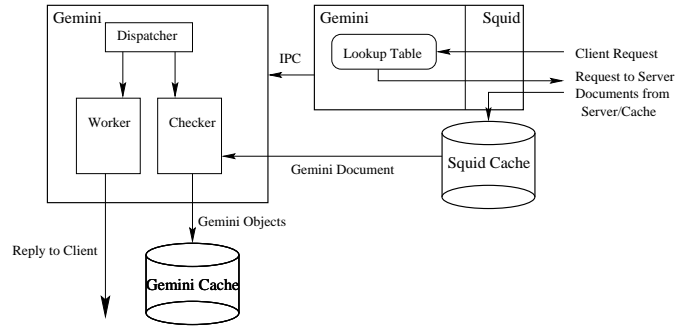 Gemini
Dispatcher
Worker
Checker
IPC
Gemini
Squid
Lookup Table
Client Request
Request to Server
Documents from
Server/Cache
Squid Cache
Gemini Document
Gemini Objects
Reply to Client
Gemini Cache